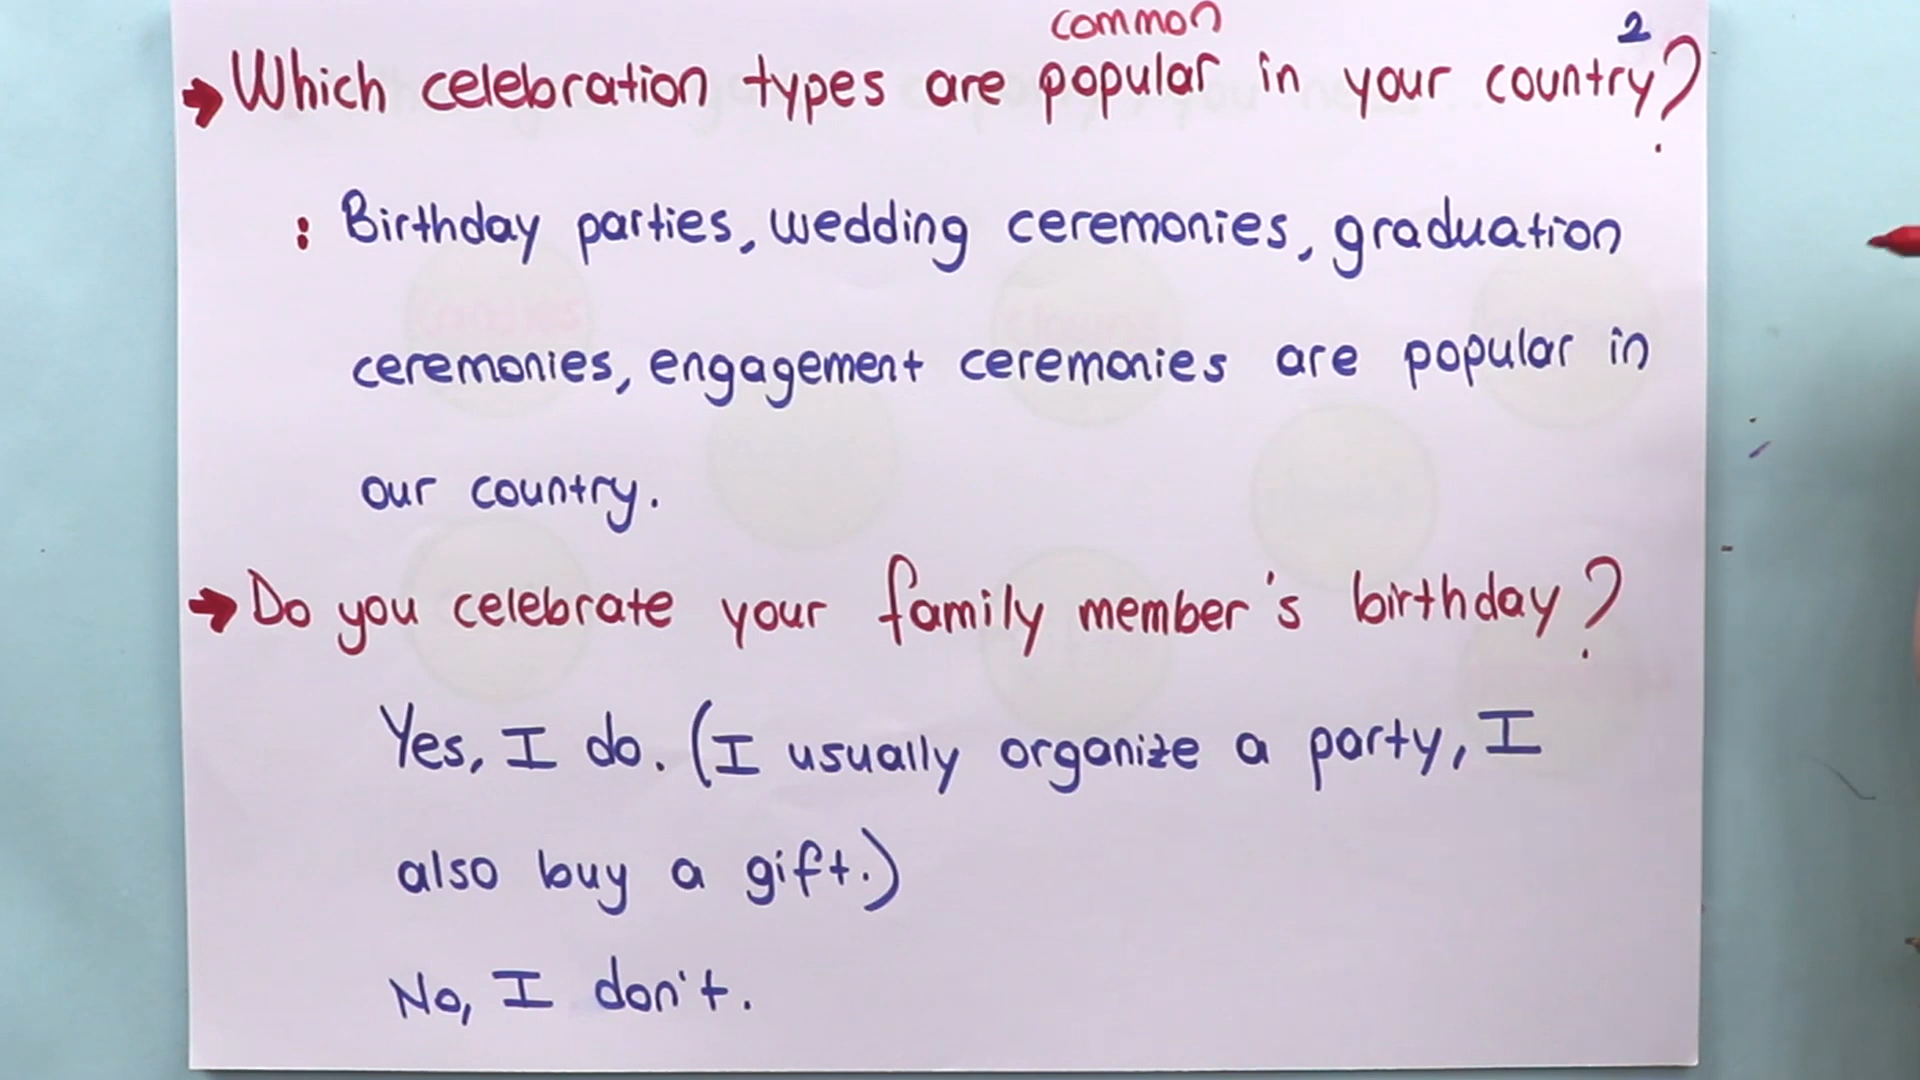 common
2
Which celebration types are popular in your country?
: Birthday parties, wedding ceremonies, graduation
ceremonies, engagement ceremonies are popular in
our country.
Do you celebrate your family member's birthday?
Yes, I do. (I usually organize a party, I
also buy a gift.)
No, I don't.